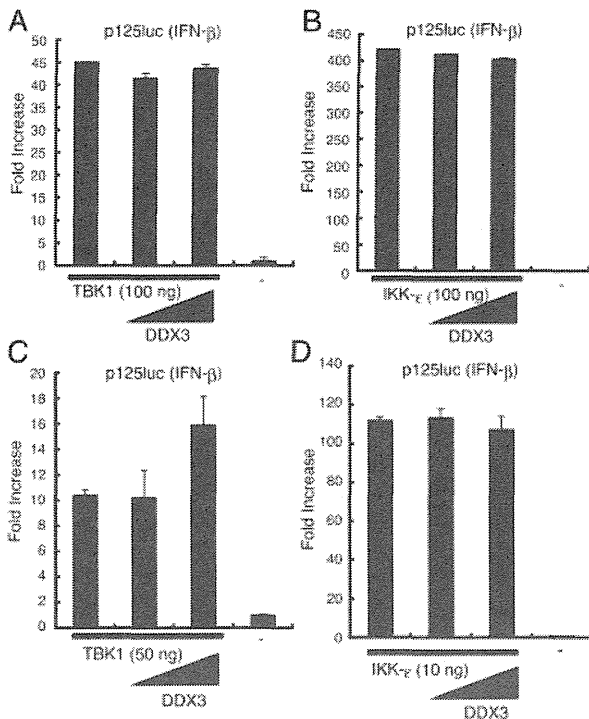 A
p125luc (IFN-β)
Fold Increase
50
45
40
35
30
25
20
15
10
5
0
TBK1 (100 ng)
-
DDX3
B
p125luc (IFN-β)
Fold Increase
450
400
350
300
250
200
150
100
50
0
IKK-ε (100 ng)
-
DDX3
C
p125luc (IFN-β)
Fold Increase
20
18
16
14
12
10
8
6
4
2
0
TBK1 (50 ng)
-
DDX3
D
p125luc (IFN-β)
Fold Increase
140
120
100
80
60
40
20
0
IKK-ε (10 ng)
-
DDX3